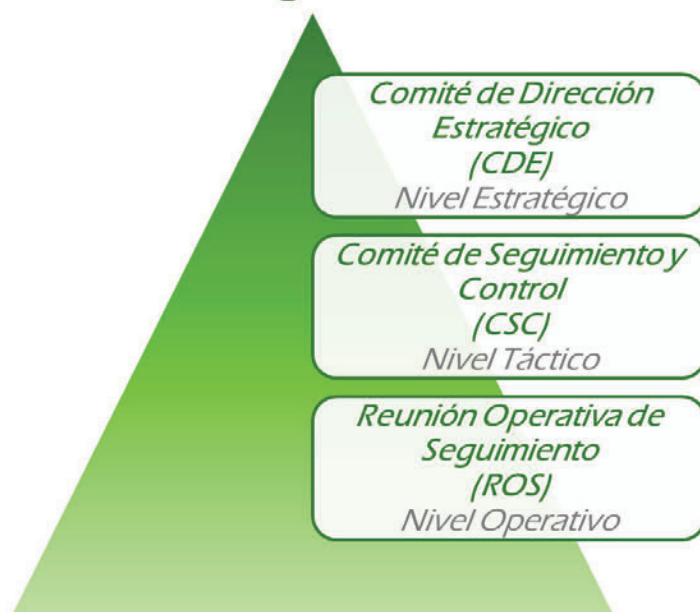 Comité de Dirección
Estratégico
(CDE)
Nivel Estratégico
Comité de Seguimiento y
Control
(CSC)
Nivel Táctico
Reunión Operativa de
Seguimiento
(ROS)
Nivel Operativo